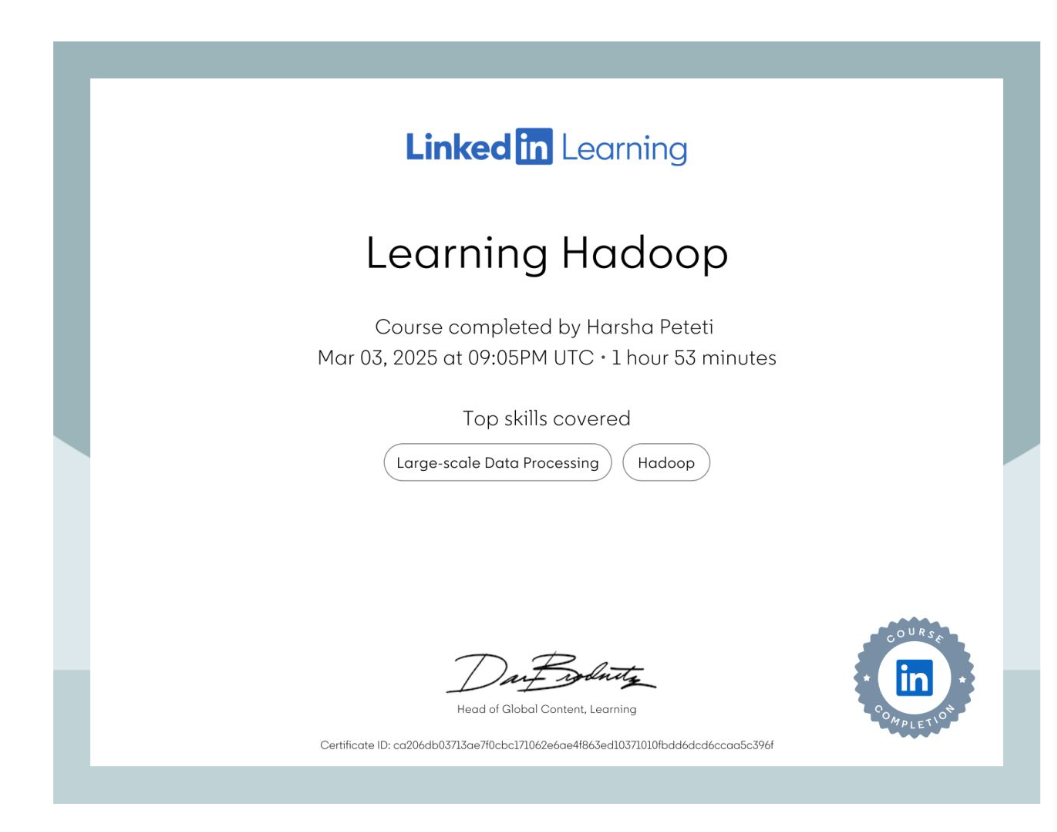 Linked in Learning
Learning Hadoop
Course completed by Harsha Peteti
Mar 03, 2025 at 09:05PM UTC • 1 hour 53 minutes
Top skills covered
Large-scale Data Processing
Hadoop
Head of Global Content, Learning
COURSE
in
COMPLETION
Certificate ID: ca206db03713ae7f0cbc171062e6ae4f863ed10371010fbdd6dcd6ccaa5c396f